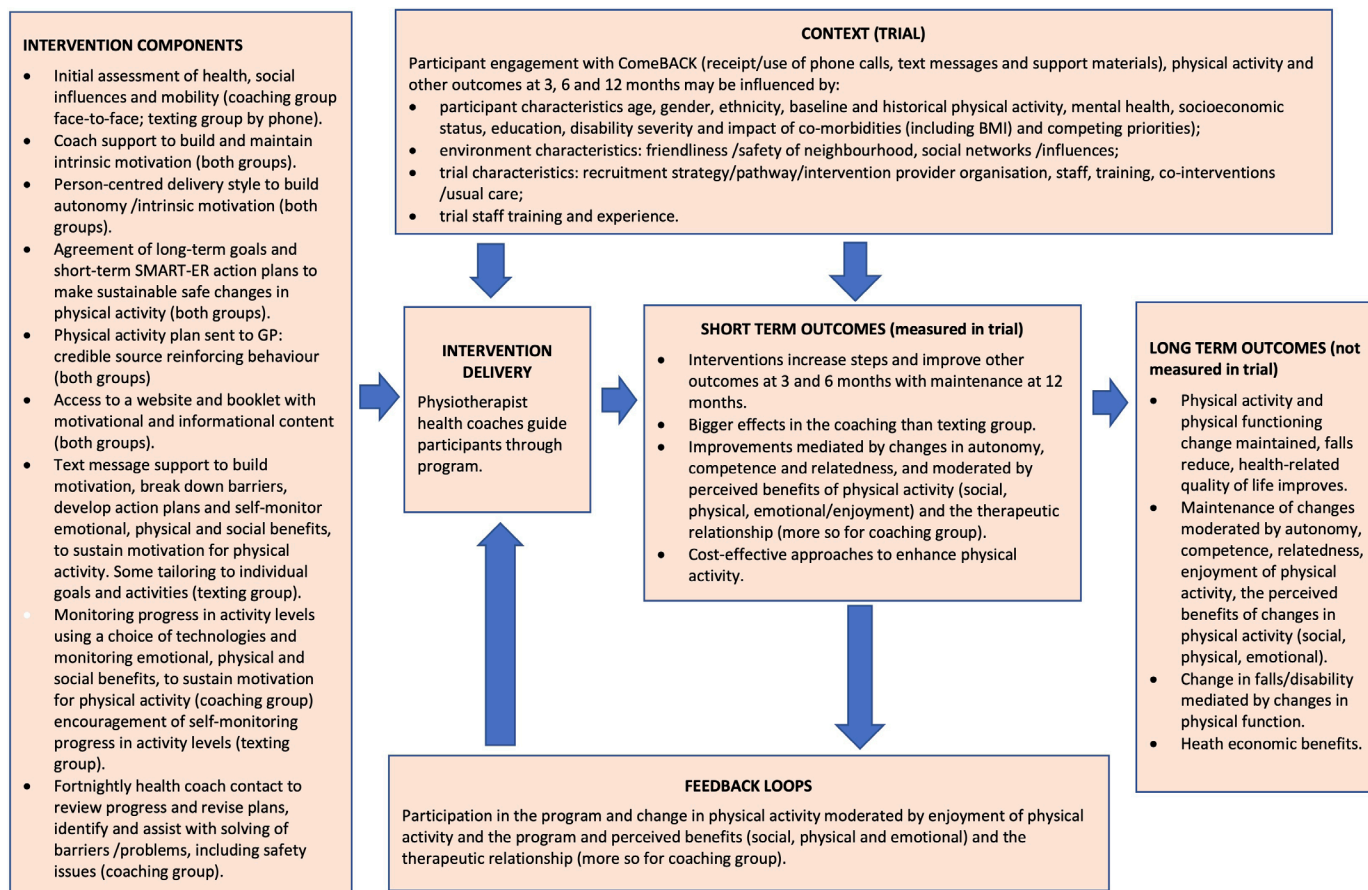 INTERVENTION COMPONENTS
• Initial assessment of health, social
influences and mobility (coaching group
face-to-face; texting group by phone).
• Coach support to build and maintain
intrinsic motivation (both groups).
• Person-centred delivery style to build
autonomy /intrinsic motivation (both
groups).
• Agreement of long-term goals and
short-term SMART-ER action plans to
make sustainable safe changes in
physical activity (both groups).
• Physical activity plan sent to GP:
credible source reinforcing behaviour
(both groups)
• Access to a website and booklet with
motivational and informational content
(both groups).
• Text message support to build
motivation, break down barriers,
develop action plans and self-monitor
emotional, physical and social benefits,
to sustain motivation for physical
activity. Some tailoring to individual
goals and activities (texting group).
• Monitoring progress in activity levels
using a choice of technologies and
monitoring emotional, physical and
social benefits, to sustain motivation
for physical activity (coaching group)
encouragement of self-monitoring
progress in activity levels (texting
group).
• Fortnightly health coach contact to
review progress and revise plans,
identify and assist with solving of
barriers /problems, including safety
issues (coaching group).
CONTEXT (TRIAL)
Participant engagement with ComeBACK (receipt/use of phone calls, text messages and support materials), physical activity and
other outcomes at 3, 6 and 12 months may be influenced by:
• participant characteristics age, gender, ethnicity, baseline and historical physical activity, mental health, socioeconomic
status, education, disability severity and impact of co-morbidities (including BMI) and competing priorities);
• environment characteristics: friendliness /safety of neighbourhood, social networks /influences;
• trial characteristics: recruitment strategy/pathway/intervention provider organisation, staff, training, co-interventions
/usual care;
• trial staff training and experience.
INTERVENTION
DELIVERY
Physiotherapist
health coaches guide
participants through
program.
SHORT TERM OUTCOMES (measured in trial)
• Interventions increase steps and improve other
outcomes at 3 and 6 months with maintenance at 12
months.
• Bigger effects in the coaching than texting group.
• Improvements mediated by changes in autonomy,
competence and relatedness, and moderated by
perceived benefits of physical activity (social,
physical, emotional/enjoyment) and the therapeutic
relationship (more so for coaching group).
• Cost-effective approaches to enhance physical
activity.
LONG TERM OUTCOMES (not
measured in trial)
• Physical activity and
physical functioning
change maintained, falls
reduce, health-related
quality of life improves.
• Maintenance of changes
moderated by autonomy,
competence, relatedness,
enjoyment of physical
activity, the perceived
benefits of changes in
physical activity (social,
physical, emotional).
• Change in falls/disability
mediated by changes in
physical function.
• Heath economic benefits.
FEEDBACK LOOPS
Participation in the program and change in physical activity moderated by enjoyment of physical
activity and the program and perceived benefits (social, physical and emotional) and the
therapeutic relationship (more so for coaching group).